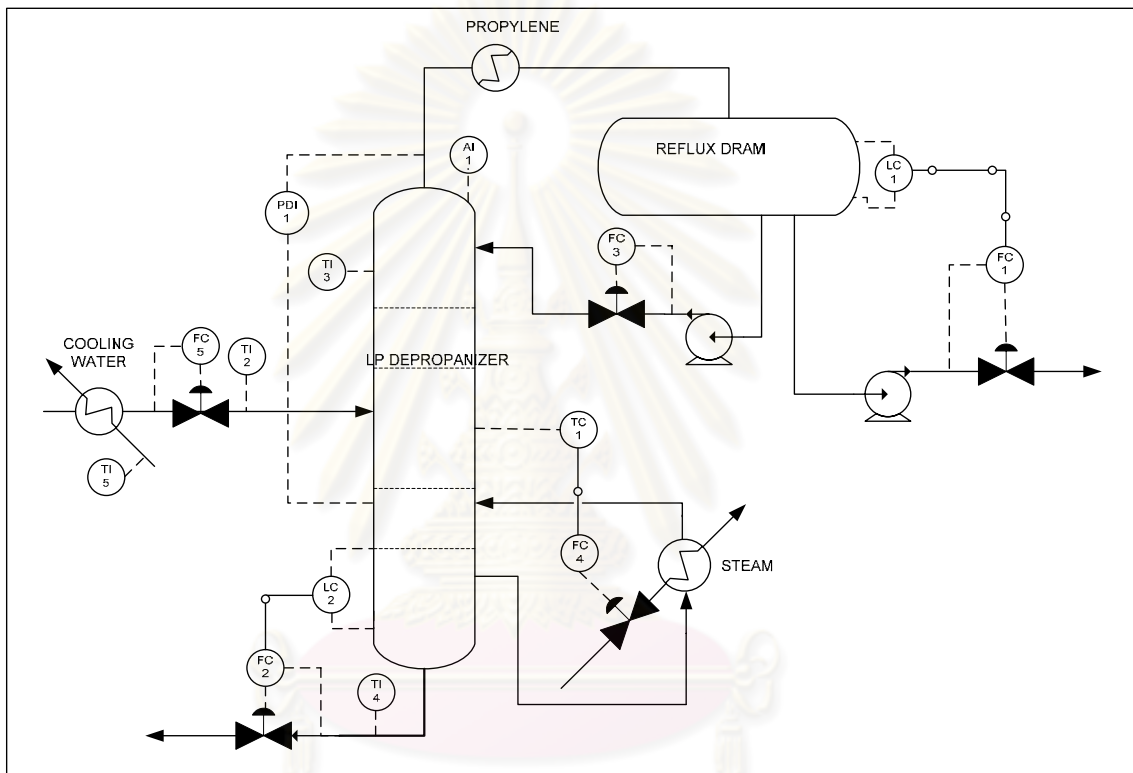 PROPYLENE
AI
1
REFLUX DRAM
LC
1
PDI
1
FC
3
TI
3
FC
1
COOLING
WATER
FC
5
TI
2
LP DEPROPANIZER
TC
1
TI
5
FC
4
STEAM
LC
2
FC
2
TI
4